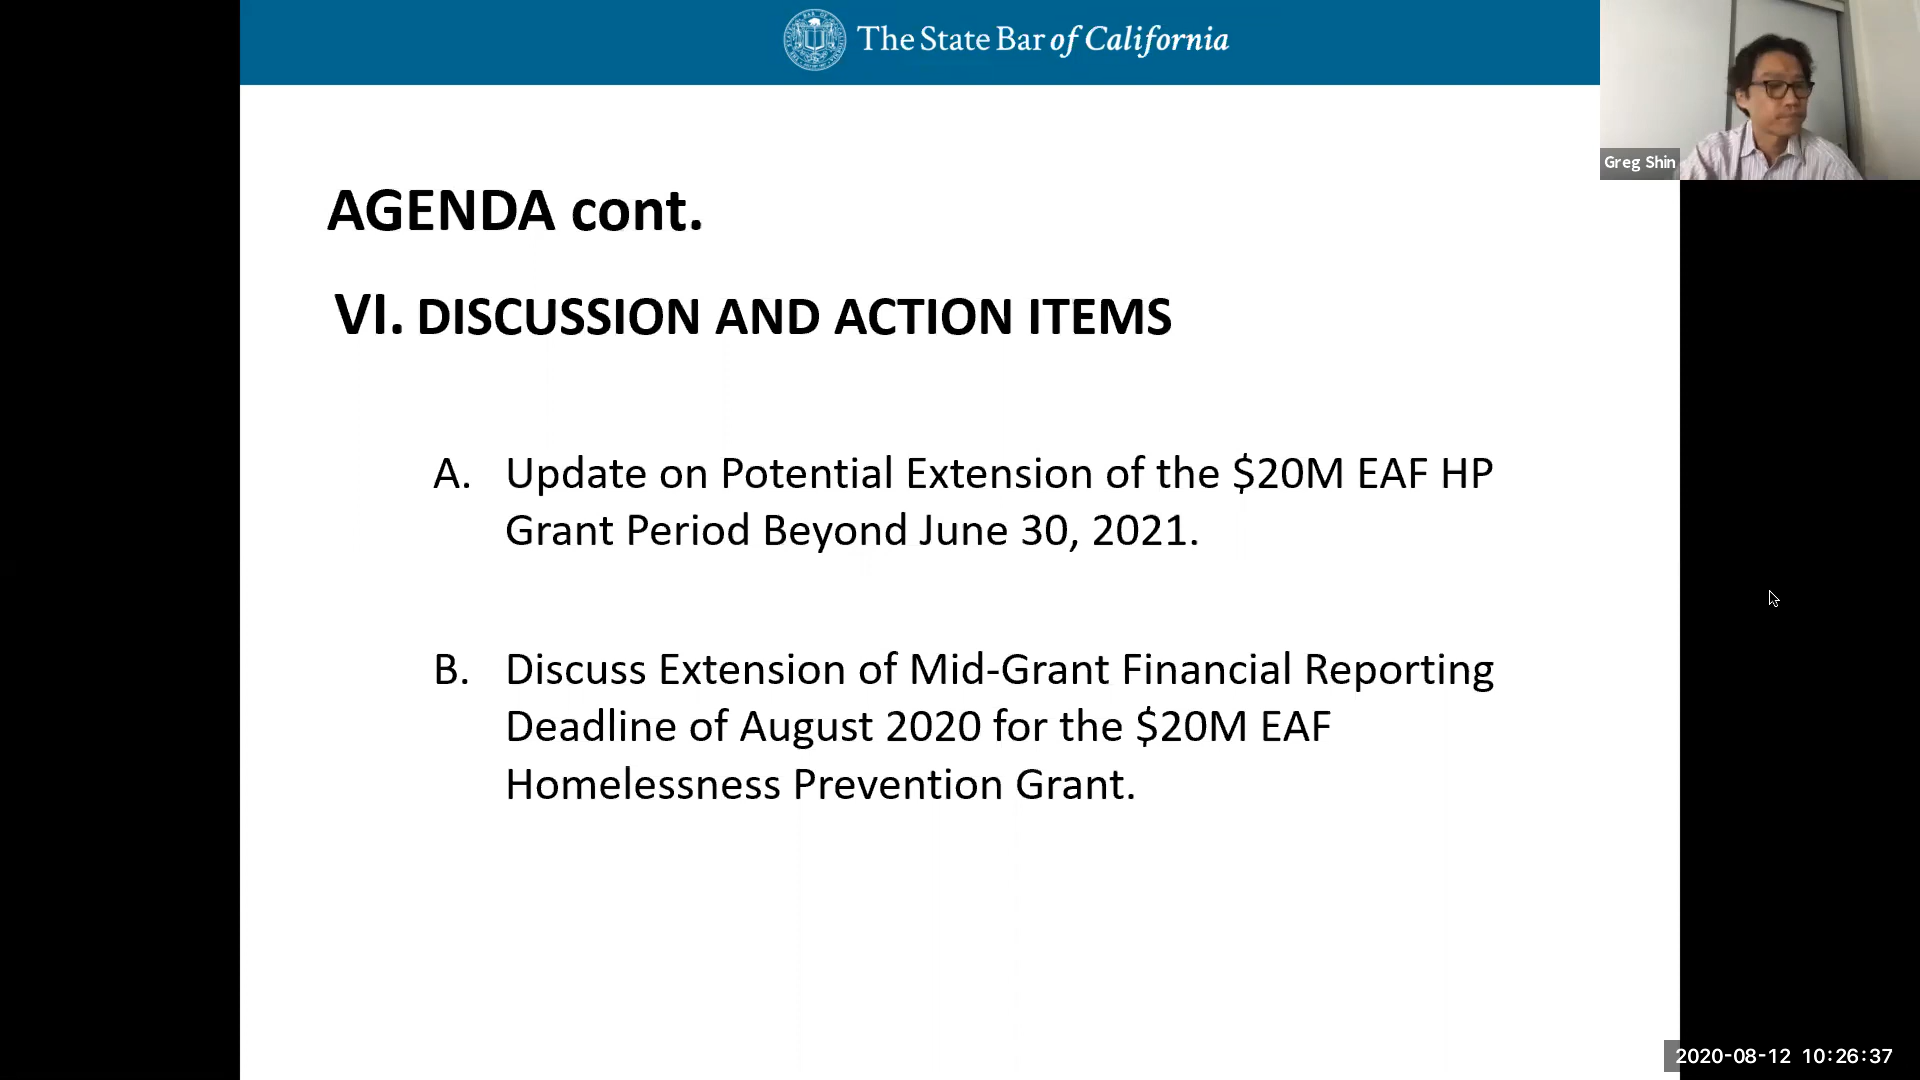 The State Bar of California
Greg Shin
AGENDA cont.
VI. DISCUSSION AND ACTION ITEMS
A. Update on Potential Extension of the $20M EAF HP
Grant Period Beyond June 30, 2021.
B. Discuss Extension of Mid-Grant Financial Reporting
Deadline of August 2020 for the $20M EAF
Homelessness Prevention Grant.
2020-08-12 10:26:37